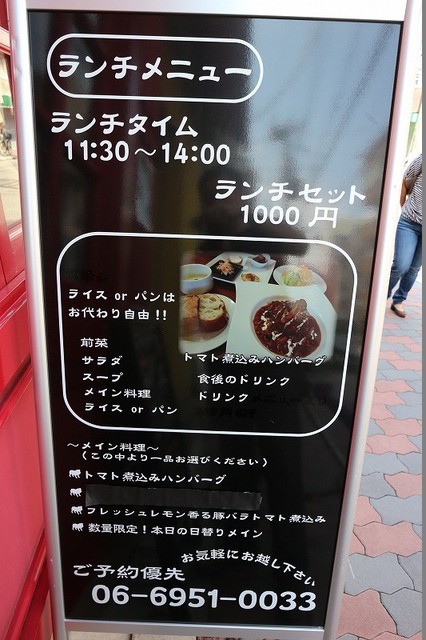 ランチメニュー
ランチタイム
11:30～14:00
ランチセット
1000 円
ライス or パンは
お代わり自由!!
前菜
サラダ
スープ
メイン料理
ライス or パン
トマト煮込みハンバーグ
食後のドリンク
ドリンク
～メイン料理～
(この中より一品お選びください)
トマト煮込みハンバーグ
フレッシュレモン香る豚バラトマト煮込み
数量限定!本日の日替りメイン
お気軽にお越し下さい
ご予約優先
06-6951-0033